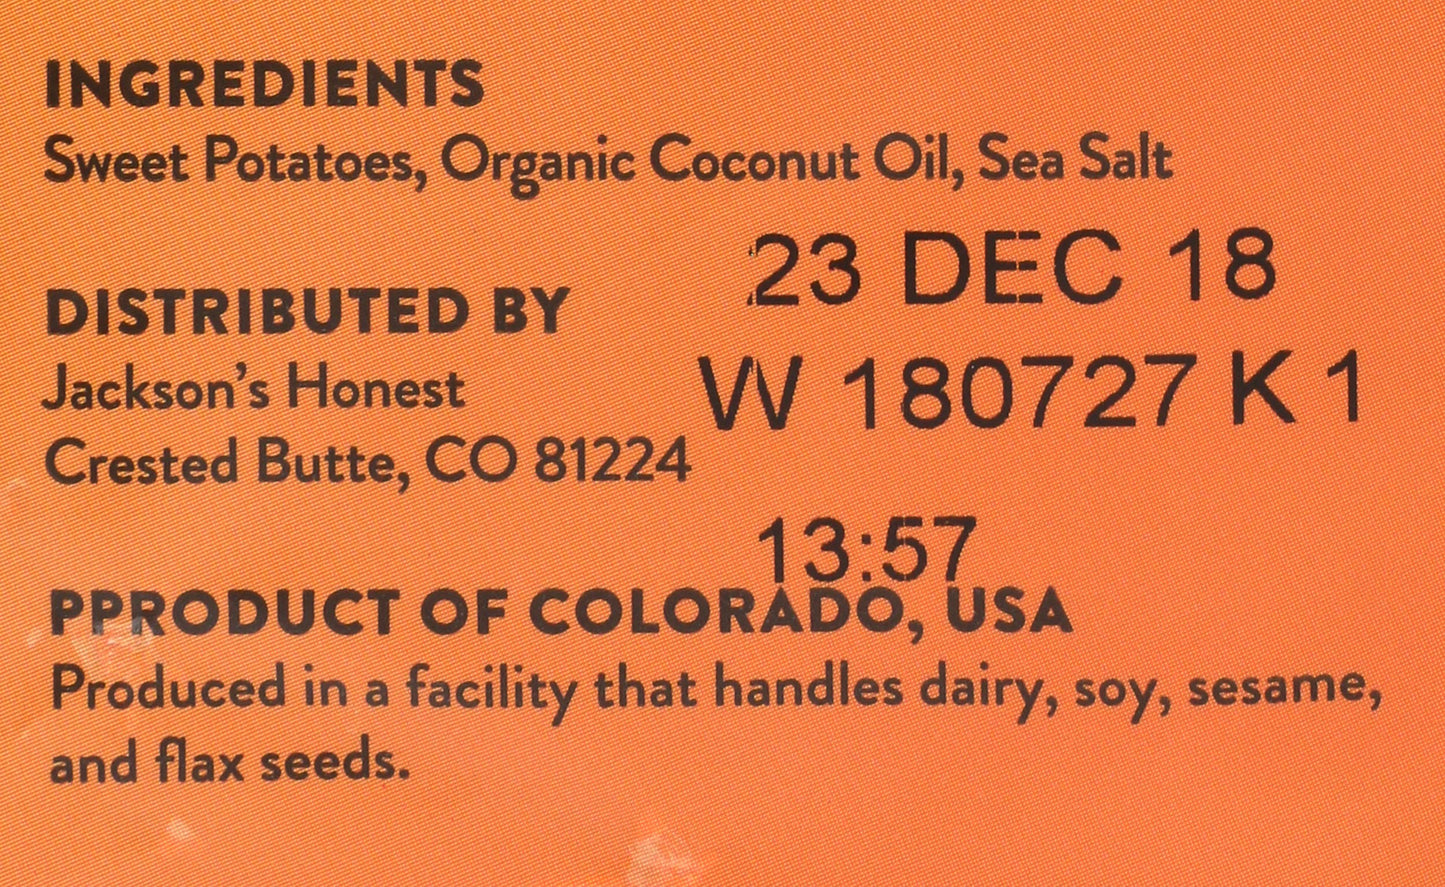 INGREDIENTS
Sweet Potatoes, Organic Coconut Oil, Sea Salt
23 DEC 18
DISTRIBUTED BY
Jackson's Honest
W 180727 K 1
Crested Butte, CO 81224
13:57
PPRODUCT OF COLORADO, USA
Produced in a facility that handles dairy, soy, sesame,
and flax seeds.